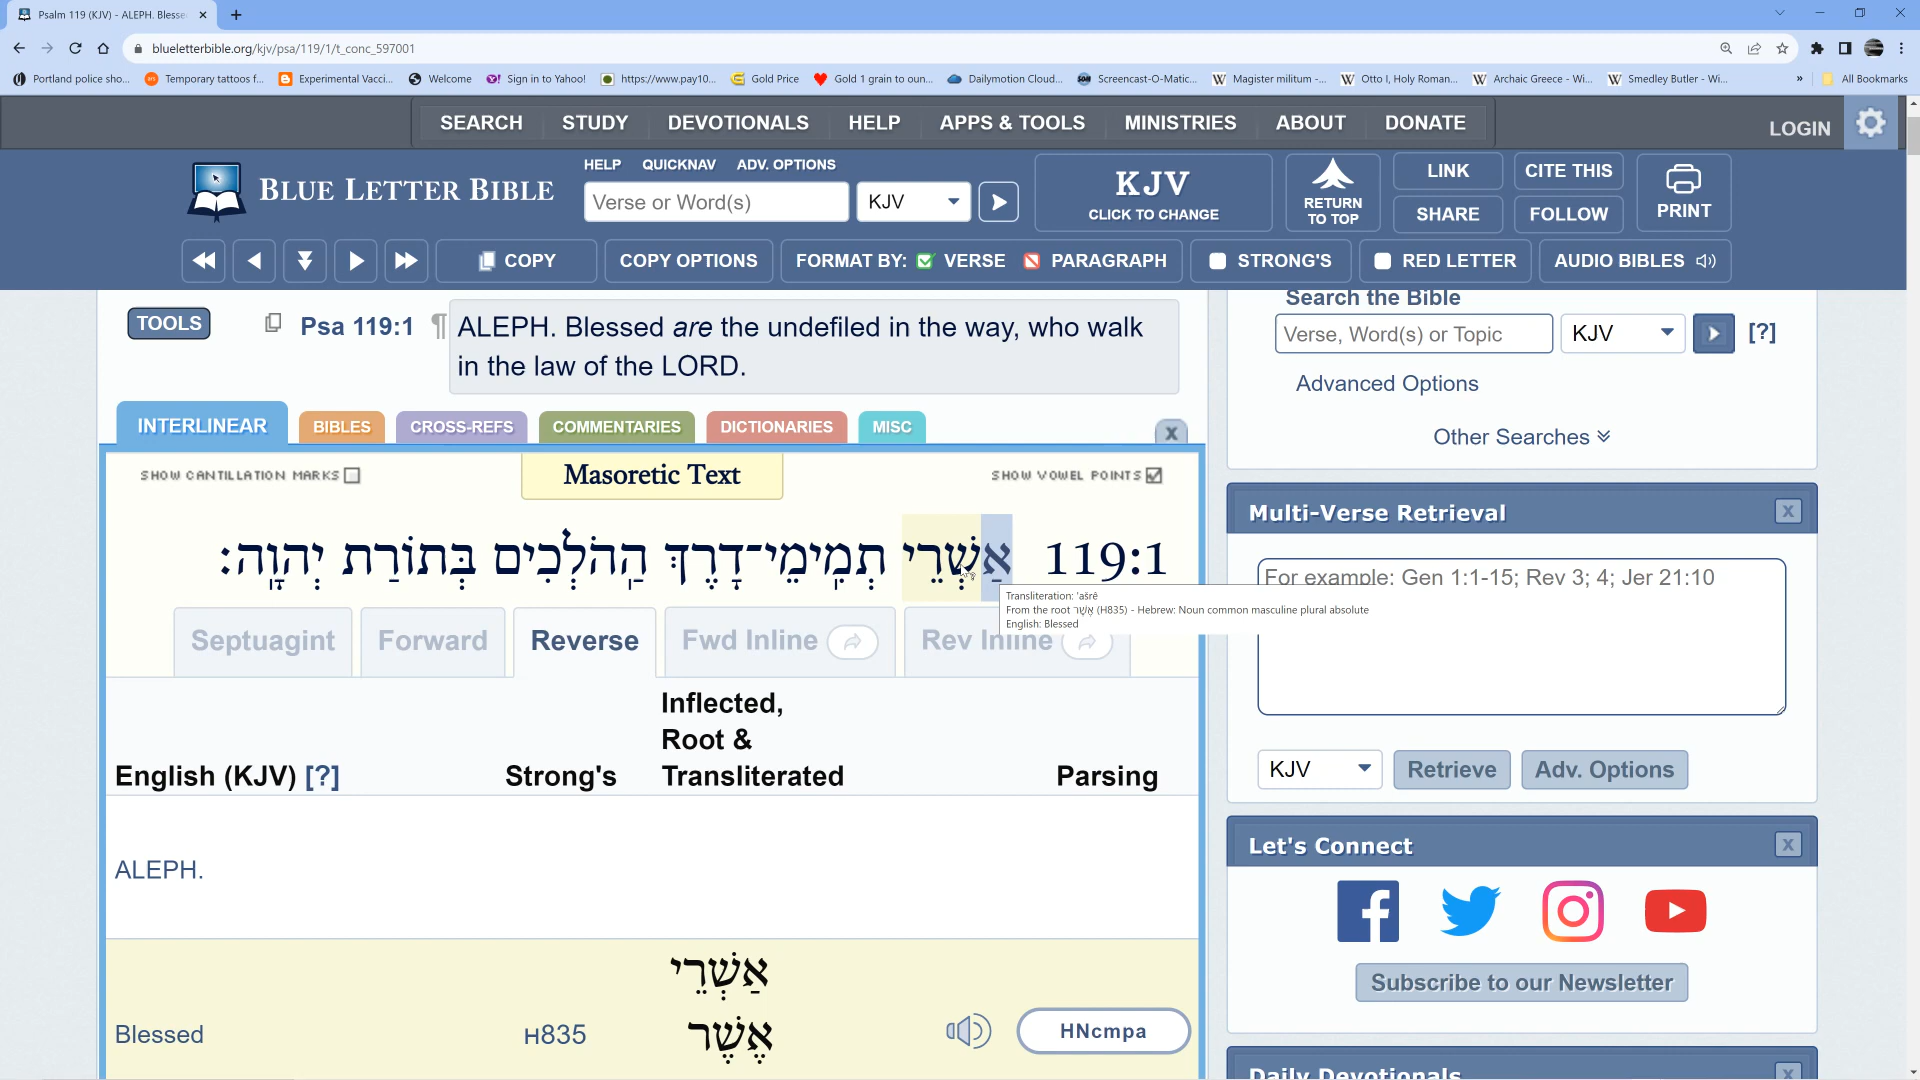 Psalm 119 (KJV) - ALEPH. Blesse
blueletterbible.org/kjv/psa/119/1/t_conc_597001
Portland police sho... Temporary tattoos f... Experimental Vacci... Welcome Sign in to Yahoo! https://www.pay10... Gold Price Gold 1 grain to oun... Dailymotion Cloud... Screencast-O-Matic... Magister militum -... Otto I, Holy Roman... Archaic Greece - Wi... Smedley Butler - Wi... » All Bookmarks
SEARCH STUDY DEVOTIONALS HELP APPS & TOOLS MINISTRIES ABOUT DONATE LOGIN
HELP QUICKNAV ADV. OPTIONS
BLUE LETTER BIBLE
Verse or Word(s) KJV
KJV
CLICK TO CHANGE
RETURN
TO TOP
LINK CITE THIS
SHARE FOLLOW
PRINT
COPY COPY OPTIONS FORMAT BY: VERSE PARAGRAPH STRONG'S RED LETTER AUDIO BIBLES
TOOLS Psa 119:1 ¶ ALEPH. Blessed are the undefiled in the way, who walk
in the law of the LORD.
INTERLINEAR BIBLES CROSS-REFS COMMENTARIES DICTIONARIES MISC X
SHOW CANTILLATION MARKS Masoretic Text SHOW VOWEL POINTS
119:1 אַשְׁרֵי תְמִֽימֵי־דָרֶךְ הַֽהֹלְכִים בְּתוֹרַת יְהוָֽה׃
Transliteration: 'ašrê
From the root אֶשֶׁר (H835) - Hebrew: Noun common masculine plural absolute
English: Blessed
Septuagint Forward Reverse Fwd Inline Rev Inline
English (KJV) [?] Strong's Inflected,
Root &
Transliterated Parsing
ALEPH.
אַשְׁרֵי
Blessed H835 אֶשֶׁר HNcmpa
Search the Bible
Verse, Word(s) or Topic KJV [?]
Advanced Options
Other Searches
Multi-Verse Retrieval X
For example: Gen 1:1-15; Rev 3; 4; Jer 21:10
KJV Retrieve Adv. Options
Let's Connect X
Subscribe to our Newsletter
Daily Devotionals X